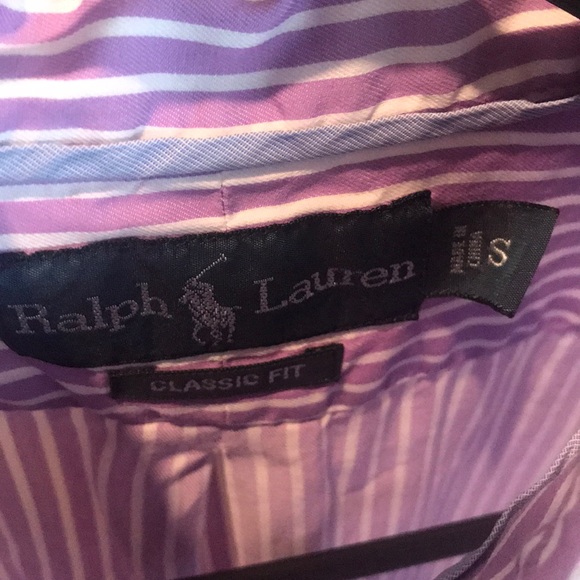 Ralph Lauren
MADE IN
CHINA
S
CLASSIC FIT